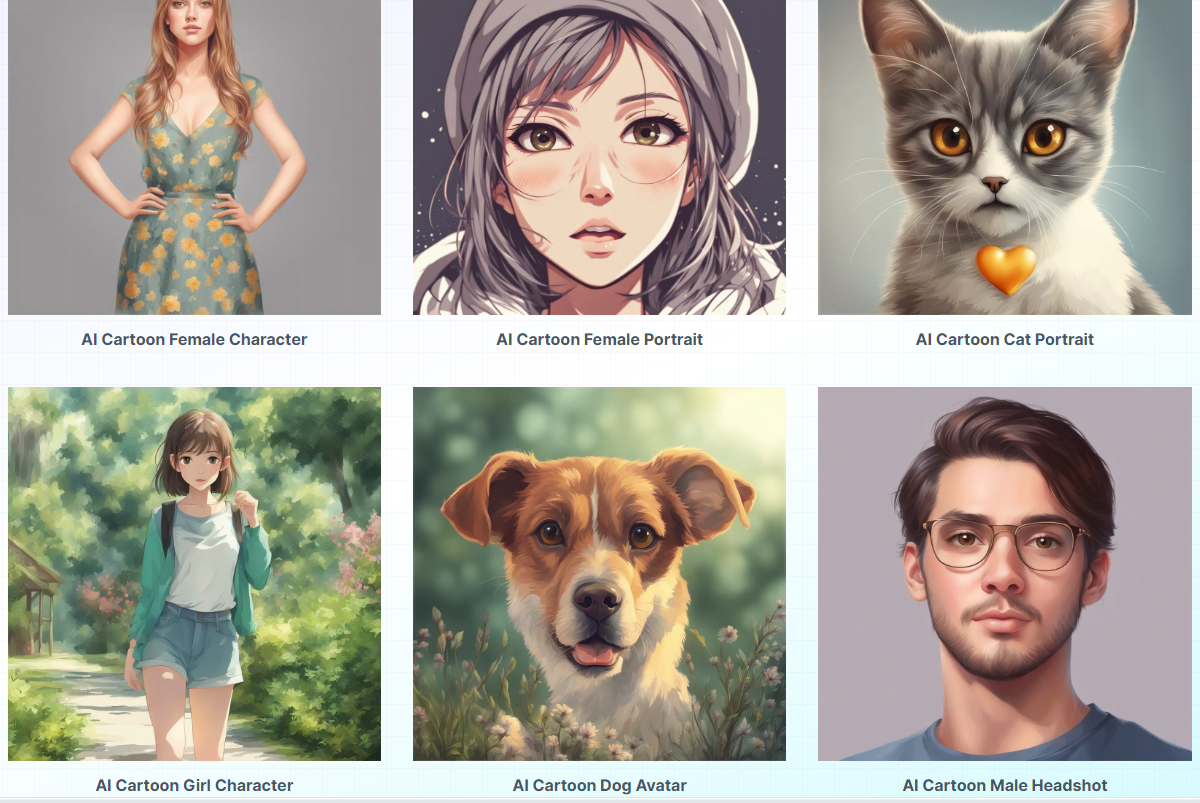 AI Cartoon Female Character
AI Cartoon Female Portrait
AI Cartoon Cat Portrait
AI Cartoon Girl Character
AI Cartoon Dog Avatar
AI Cartoon Male Headshot